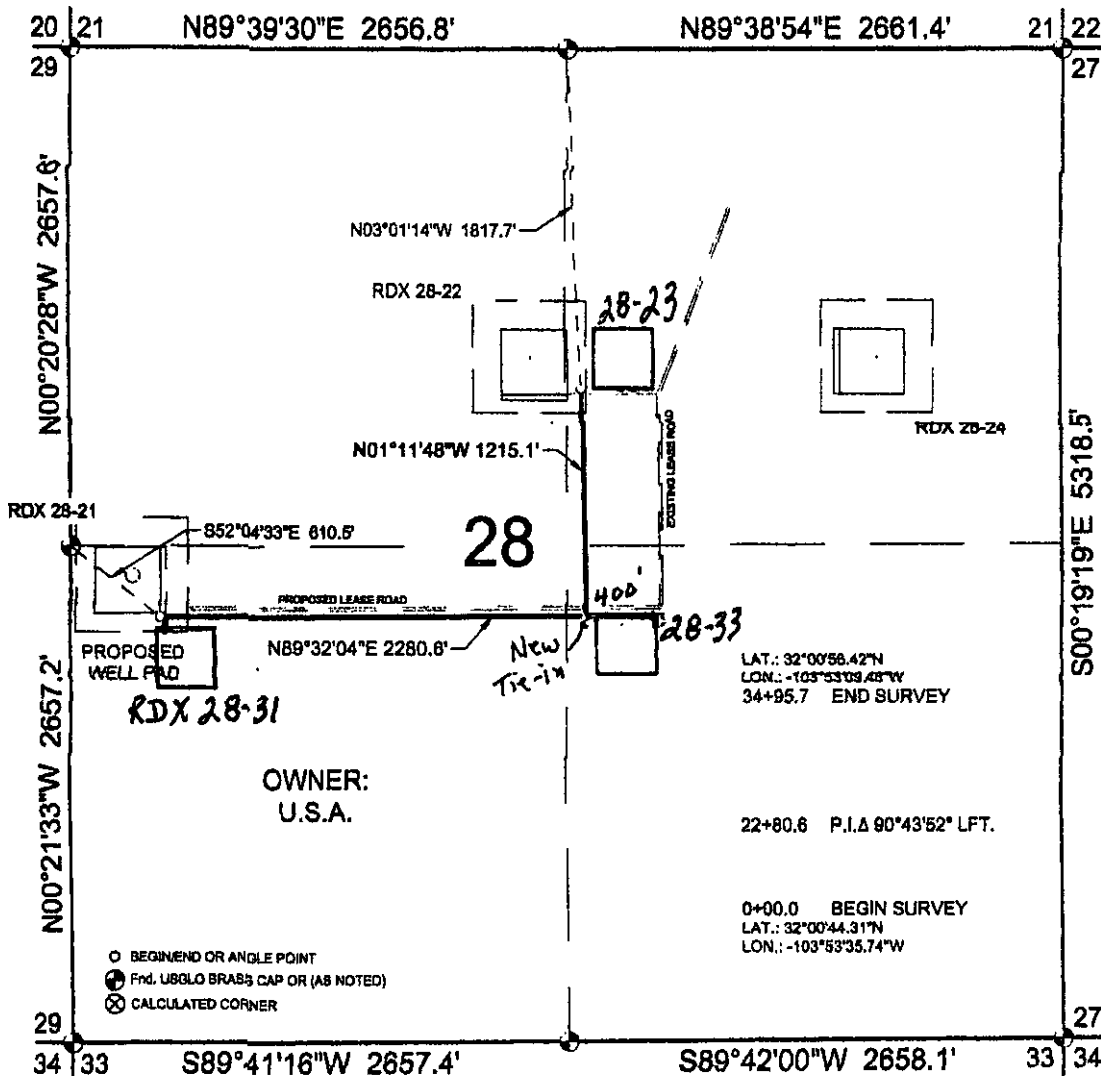 20 21 N89°39'30"E 2656.8' N89°38'54"E 2661.4' 21 22
29 27
N00°20'28"W 2657.6'
N03°01'14"W 1817.7'
RDX 28-22
28-23
RDX 28-24
N01°11'48"W 1215.1'
EXISTING LEASE ROAD
S00°19'19"E 5318.5'
RDX 28-21
S52°04'33"E 610.5'
28
PROPOSED LEASE ROAD
400'
N89°32'04"E 2280.6'
New
Tie-in
28-33
PROPOSED
WELL PAD
RDX 28-31
N00°21'33"W 2657.2'
LAT.: 32°00'56.42"N
LON.: -103°53'09.48"W
34+95.7 END SURVEY
OWNER:
U.S.A.
22+80.6 P.I.Δ 90°43'52" LFT.
0+00.0 BEGIN SURVEY
LAT.: 32°00'44.31"N
LON.: -103°53'35.74"W
BEGIN/END OR ANGLE POINT
Fnd. USGLO BRASS CAP OR (AS NOTED)
CALCULATED CORNER
29 27
34 33 S89°41'16"W 2657.4' S89°42'00"W 2658.1' 33 34